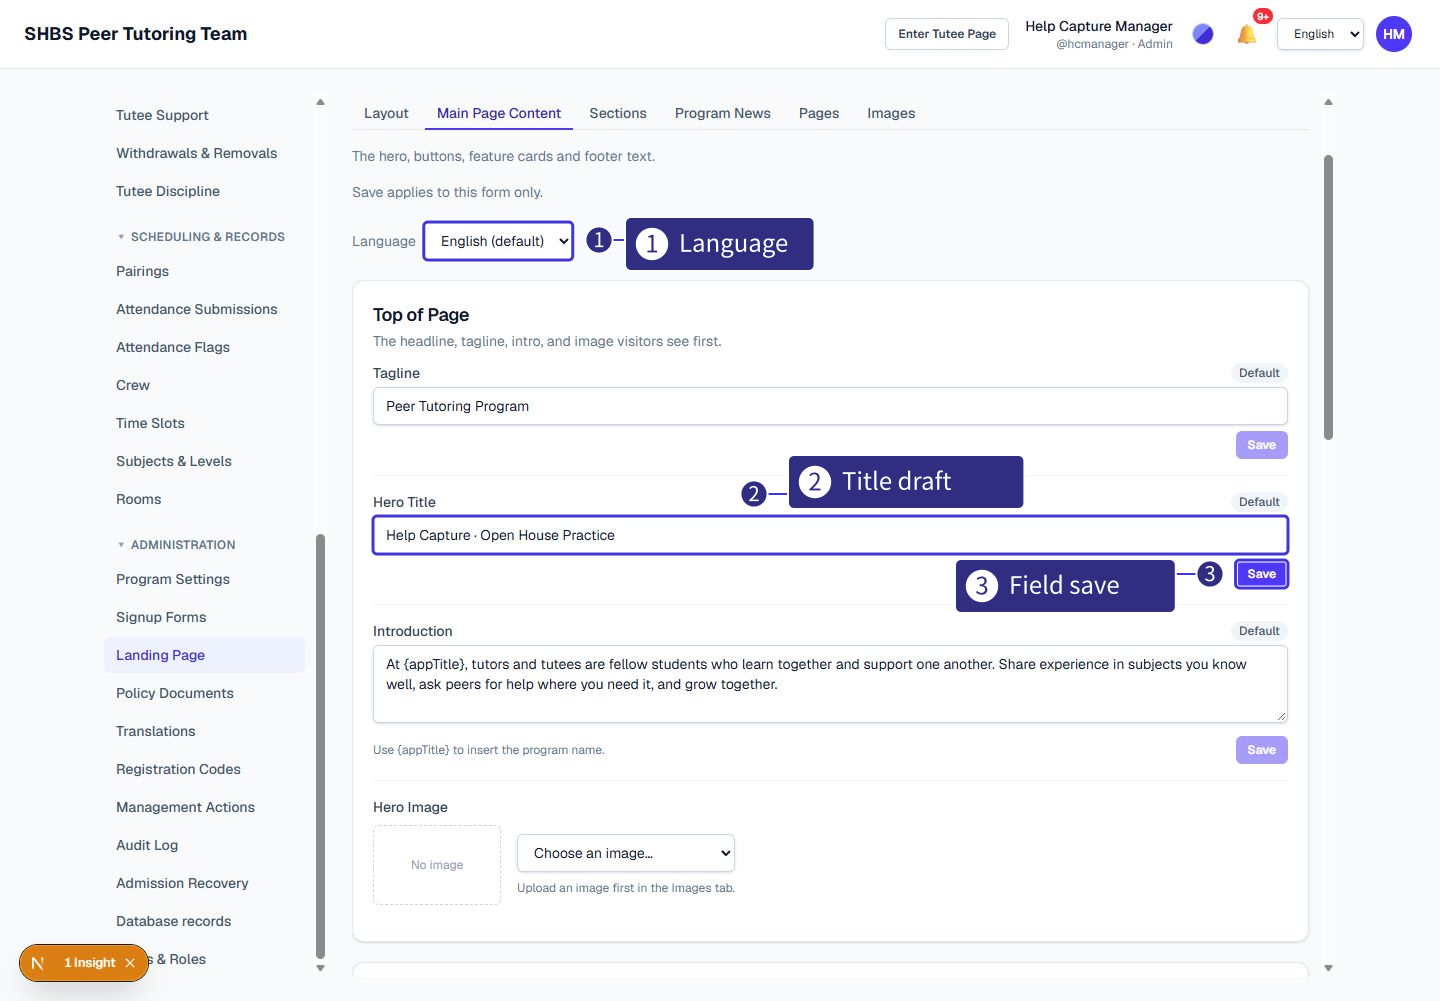 SHBS Peer Tutoring Team
Enter Tutee Page
Help Capture Manager
@hcmanager · Admin
9+
English
HM
Tutee Support
Withdrawals & Removals
Tutee Discipline
SCHEDULING & RECORDS
Pairings
Attendance Submissions
Attendance Flags
Crew
Time Slots
Subjects & Levels
Rooms
ADMINISTRATION
Program Settings
Signup Forms
Landing Page
Policy Documents
Translations
Registration Codes
Management Actions
Audit Log
Admission Recovery
Database records
s & Roles
N 1 Insight ×
Layout Main Page Content Sections Program News Pages Images
The hero, buttons, feature cards and footer text.
Save applies to this form only.
Language English (default) 1 1 Language
Top of Page
The headline, tagline, intro, and image visitors see first.
Tagline Default
Peer Tutoring Program
Save
2 2 Title draft
Hero Title Default
Help Capture · Open House Practice
3 Field save 3 Save
Introduction Default
At {appTitle}, tutors and tutees are fellow students who learn together and support one another. Share experience in subjects you know
well, ask peers for help where you need it, and grow together.
Use {appTitle} to insert the program name. Save
Hero Image
No image
Choose an image...
Upload an image first in the Images tab.